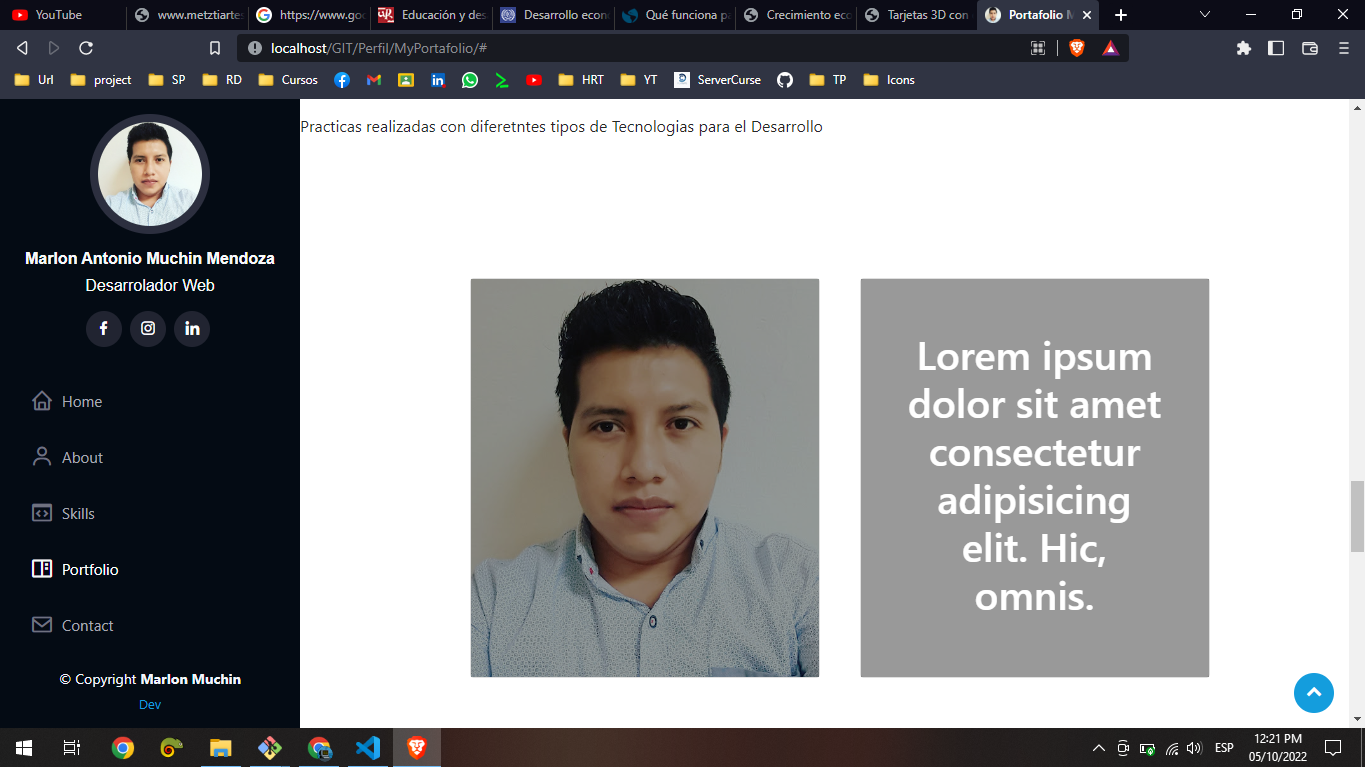 YouTube
www.metztiartes
https://www.goo
Educación y des
Desarrollo econ
Qué funciona pa
Crecimiento eco
Tarjetas 3D con
Portafolio M
localhost/GIT/Perfil/MyPortafolio/#
Url
project
SP
RD
Cursos
HRT
YT
ServerCurse
TP
Icons
Practicas realizadas con diferetntes tipos de Tecnologias para el Desarrollo
Marlon Antonio Muchin Mendoza
Desarrolador Web
Home
About
Skills
Portfolio
Contact
© Copyright Marlon Muchin
Dev
Lorem ipsum
dolor sit amet
consectetur
adipisicing
elit. Hic,
omnis.
ESP
12:21 PM
05/10/2022